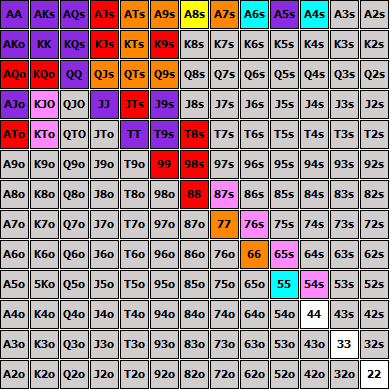 AA AKs AQs AJs ATs A9s A8s A7s A6s A5s A4s A3s A2s
AKo KK KQs KJs KTs K9s K8s K7s K6s K5s K4s K3s K2s
AQo KQo QQ QJs QTs Q9s Q8s Q7s Q6s Q5s Q4s Q3s Q2s
AJo KJO QJO JJ JTs J9s J8s J7s J6s J5s J4s J3s J2s
ATo KTo QTO JTo TT T9s T8s T7s T6s T5s T4s T3s T2s
A9o K9o Q9o J9o T9o 99 98s 97s 96s 95s 94s 93s 92s
A8o K8o Q8o J8o T8o 98o 88 87s 86s 85s 84s 83s 82s
A7o K7o Q7o J7o T7o 97o 87o 77 76s 75s 74s 73s 72s
A6o K6o Q6o J6o T6o 96o 86o 76o 66 65s 64s 63s 62s
A5o 5Ko Q5o J5o T5o 95o 85o 75o 65o 55 54s 53s 52s
A4o K4o Q4o J4o T4o 94o 84o 74o 64o 54o 44 43s 42s
A3o K3o Q3o J3o T3o 93o 83o 73o 63o 53o 43o 33 32s
A2o K2o Q2o J2o T2o 92o 82o 72o 62o 52o 42o 32o 22